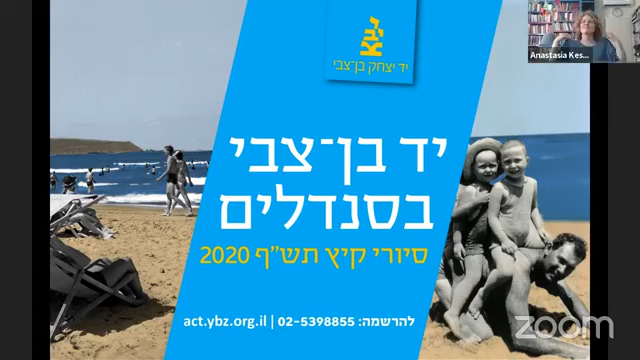 Anastasia Kes...
יד יצחק בן־צבי
יד בן־צבי
בסנדלים
סיורי קיץ תש״ף 2020
להרשמה: 02-5398855 | act.ybz.org.il
zoom